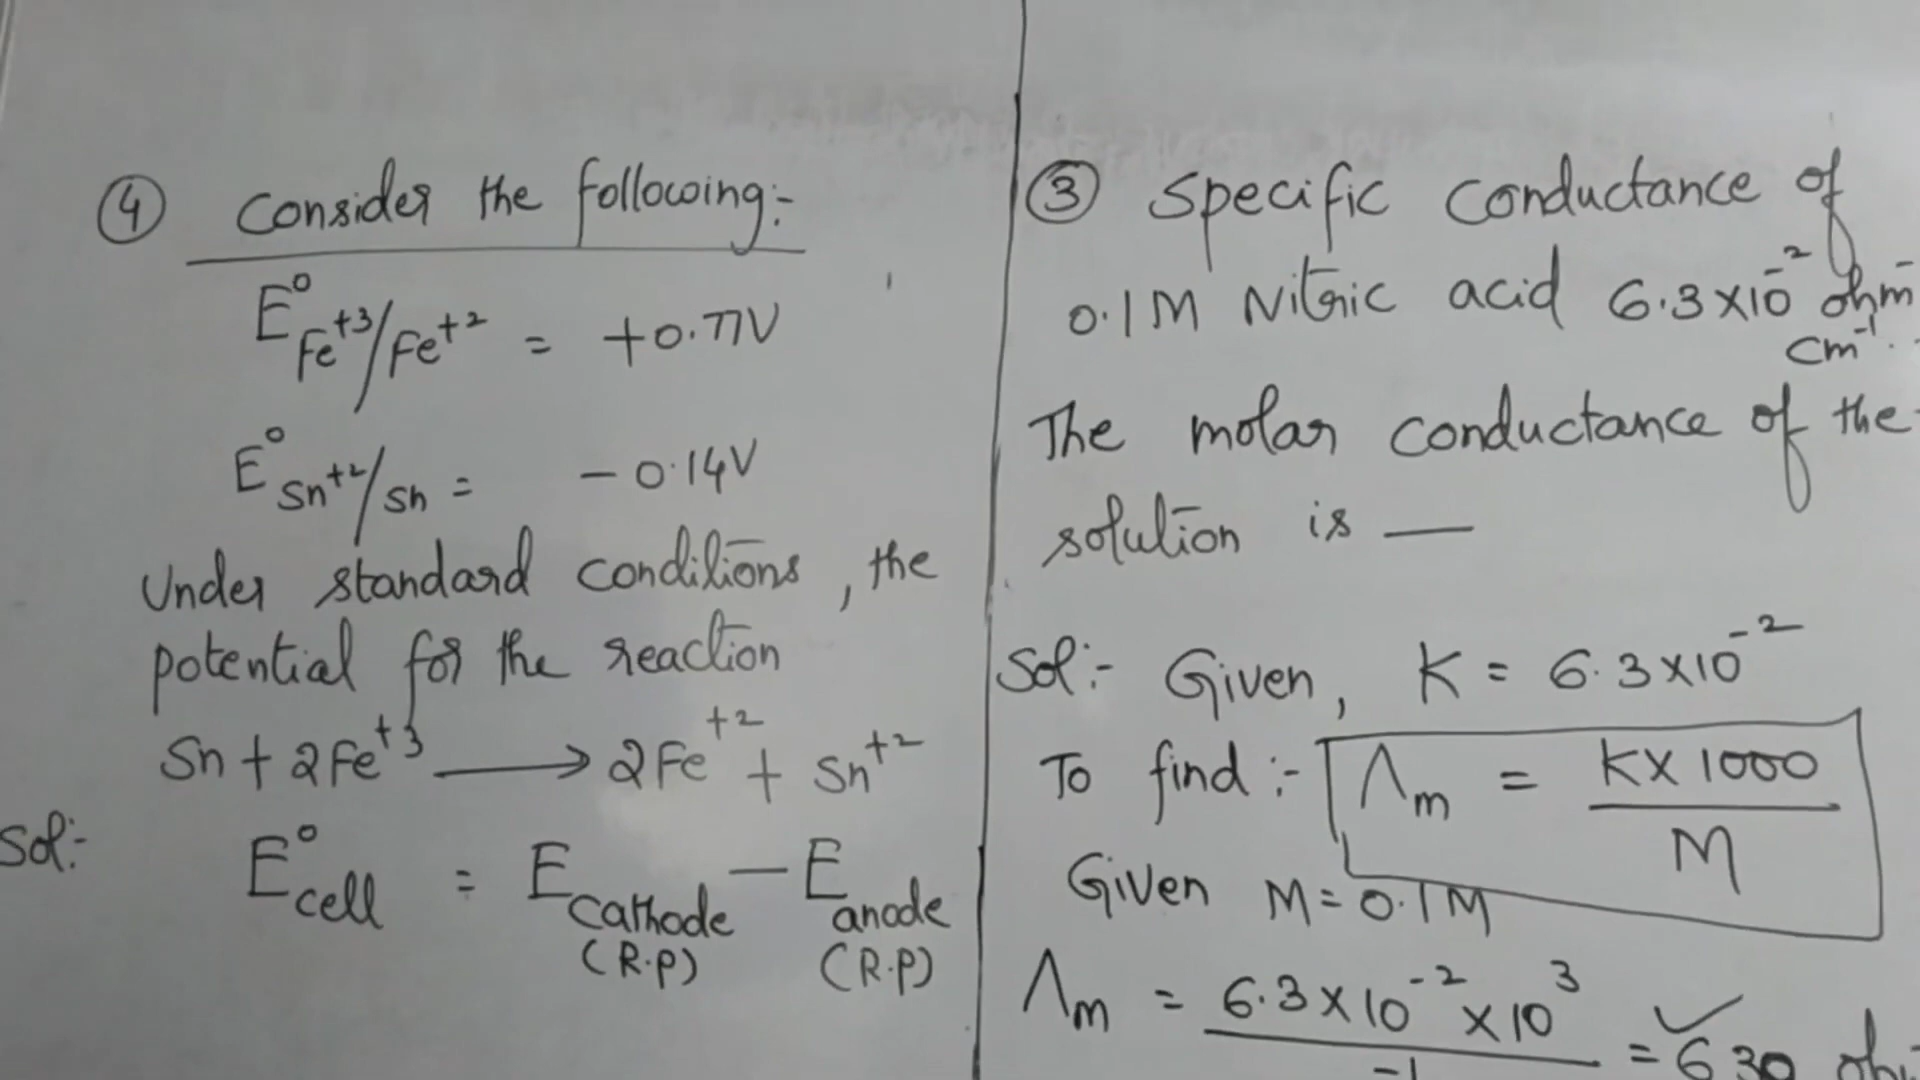 ④ Consider the following:-
E°Fe⁺³/Fe⁺² = +0.77V
E°Sn⁺²/Sn = -0.14V
Under standard conditions, the
potential for the reaction
Sn + 2Fe⁺³ ⟶ 2Fe⁺² + Sn⁺²
Sol:- E°cell = Ecathode - Eanode
(R.P) (R.P)
③ Specific conductance of
0.1M Nitric acid 6.3×10⁻² ohm⁻
cm⁻¹.
The molar conductance of the
solution is —
Sol:- Given, K = 6.3×10⁻²
To find:- Λm = K×1000
M
Given M=0.1M
Λm = 6.3×10⁻²×10³ = 630
-1